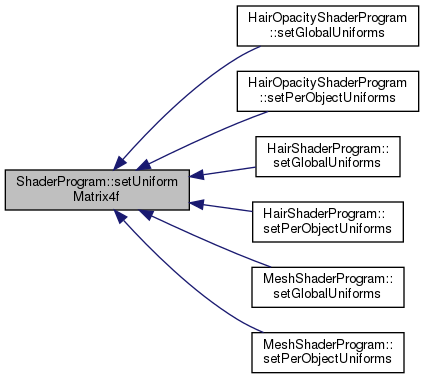 HairOpacityShaderProgram
::setGlobalUniforms
HairOpacityShaderProgram
::setPerObjectUniforms
HairShaderProgram::
setGlobalUniforms
ShaderProgram::setUniform
Matrix4f
HairShaderProgram::
setPerObjectUniforms
MeshShaderProgram::
setGlobalUniforms
MeshShaderProgram::
setPerObjectUniforms